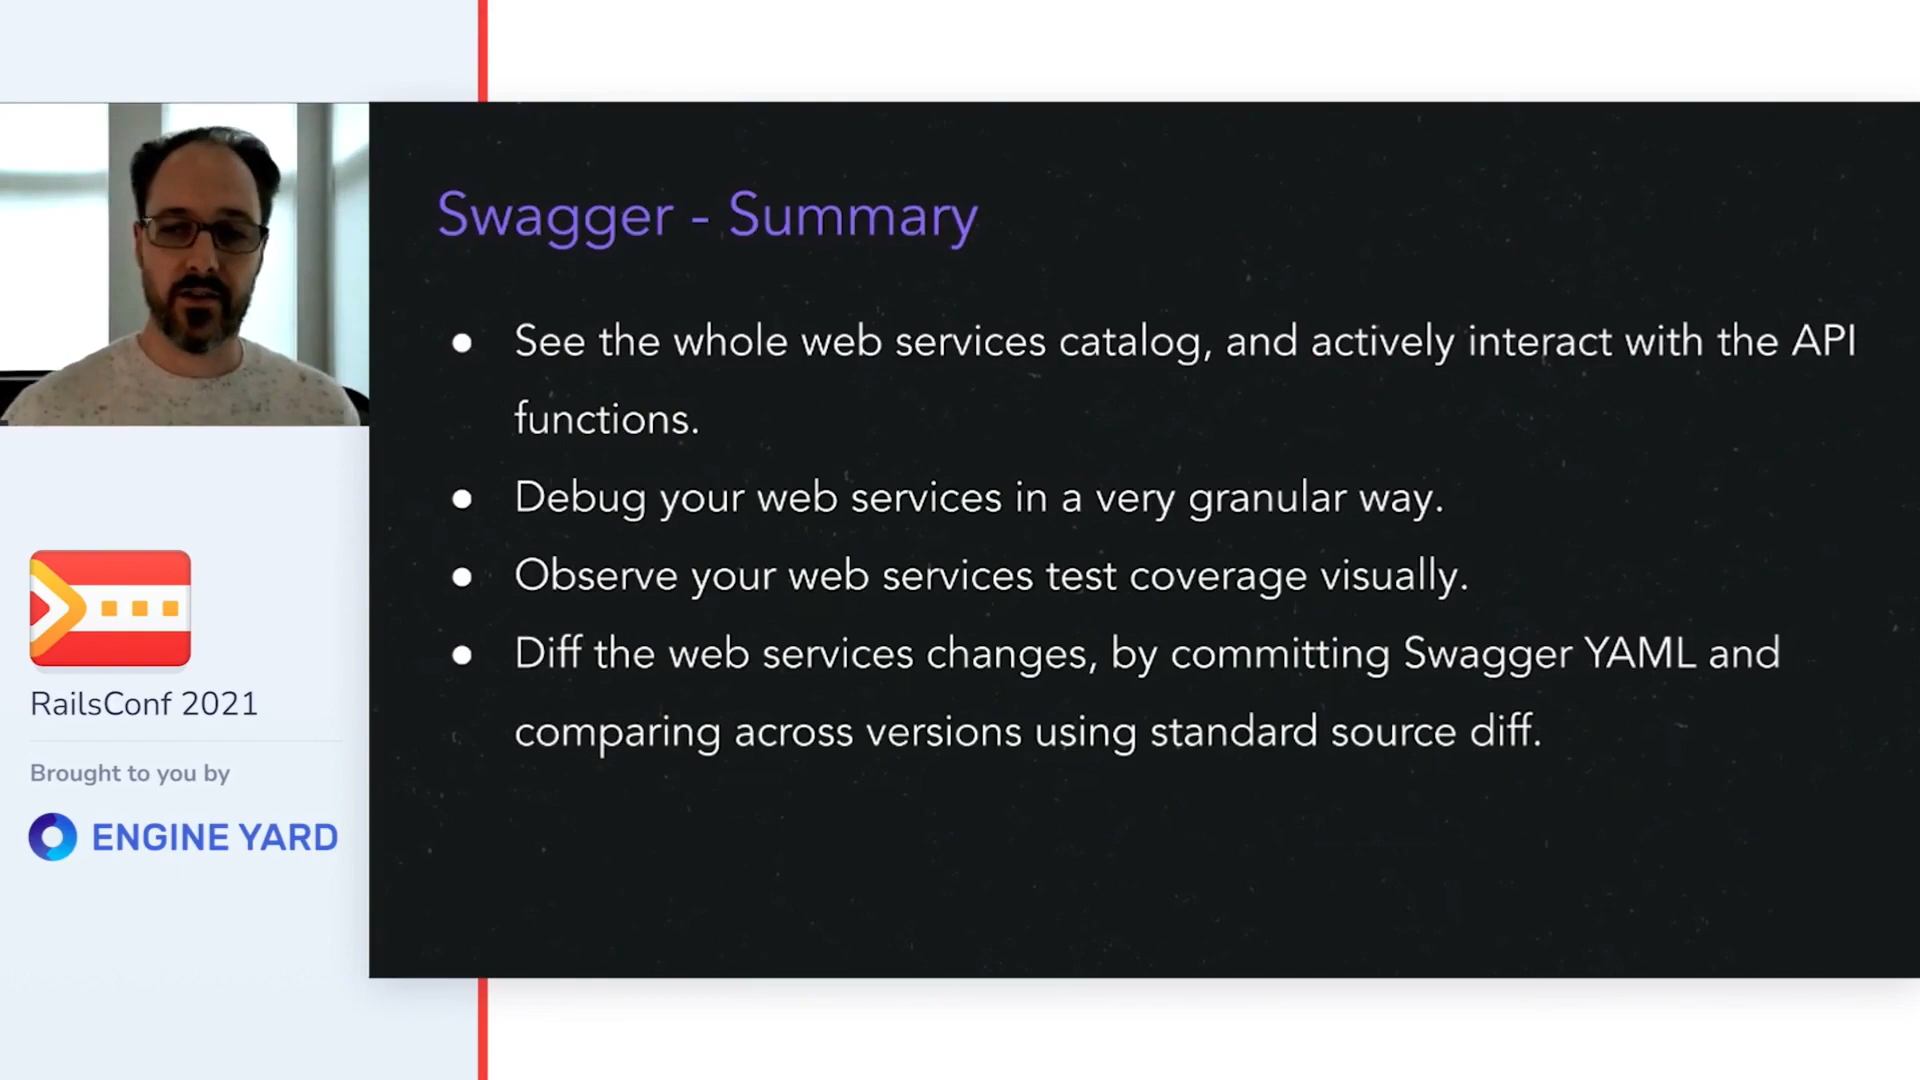 Swagger - Summary
● See the whole web services catalog, and actively interact with the API
functions.
● Debug your web services in a very granular way.
● Observe your web services test coverage visually.
● Diff the web services changes, by committing Swagger YAML and
comparing across versions using standard source diff.
RailsConf 2021
Brought to you by
ENGINE YARD